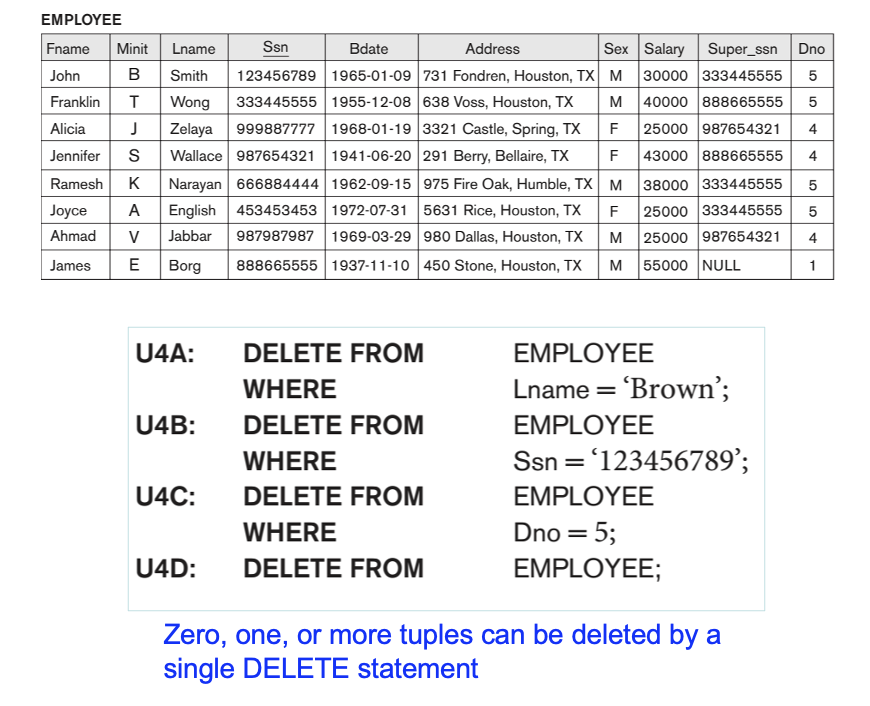 EMPLOYEE
Fname Minit Lname Ssn Bdate Address Sex Salary Super_ssn Dno
John B Smith 123456789 1965-01-09 731 Fondren, Houston, TX M 30000 333445555 5
Franklin T Wong 333445555 1955-12-08 638 Voss, Houston, TX M 40000 888665555 5
Alicia J Zelaya 999887777 1968-01-19 3321 Castle, Spring, TX F 25000 987654321 4
Jennifer S Wallace 987654321 1941-06-20 291 Berry, Bellaire, TX F 43000 888665555 4
Ramesh K Narayan 666884444 1962-09-15 975 Fire Oak, Humble, TX M 38000 333445555 5
Joyce A English 453453453 1972-07-31 5631 Rice, Houston, TX F 25000 333445555 5
Ahmad V Jabbar 987987987 1969-03-29 980 Dallas, Houston, TX M 25000 987654321 4
James E Borg 888665555 1937-11-10 450 Stone, Houston, TX M 55000 NULL 1
U4A: DELETE FROM EMPLOYEE
WHERE Lname = ‘Brown’;
U4B: DELETE FROM EMPLOYEE
WHERE Ssn = ‘123456789’;
U4C: DELETE FROM EMPLOYEE
WHERE Dno = 5;
U4D: DELETE FROM EMPLOYEE;
Zero, one, or more tuples can be deleted by a
single DELETE statement